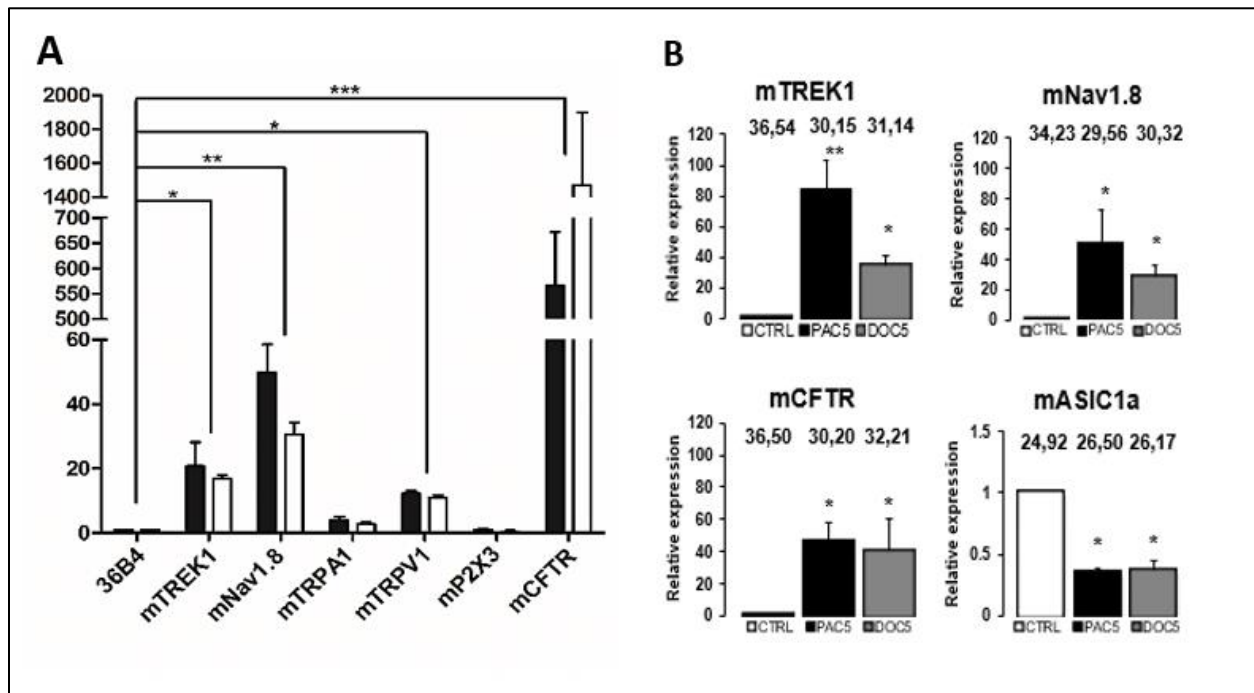 A
2000
1800
1600
1400
700
650
600
550
500
60
40
20
0
***
*
**
*
36B4
mTREK1
mNav1.8
mTRPA1
mTRPV1
mP2X3
mCFTR
B
mTREK1
36,54 30,15 31,14
Relative expression
120
100
80
60
40
20
0
**
*
CTRL PAC5 DOC5
mNav1.8
34,23 29,56 30,32
Relative expression
120
100
80
60
40
20
0
*
*
CTRL PAC5 DOC5
mCFTR
36,50 30,20 32,21
Relative expression
120
100
80
60
40
20
0
*
*
CTRL PAC5 DOC5
mASIC1a
24,92 26,50 26,17
Relative expression
1.5
1
0.5
0
*
*
CTRL PAC5 DOC5